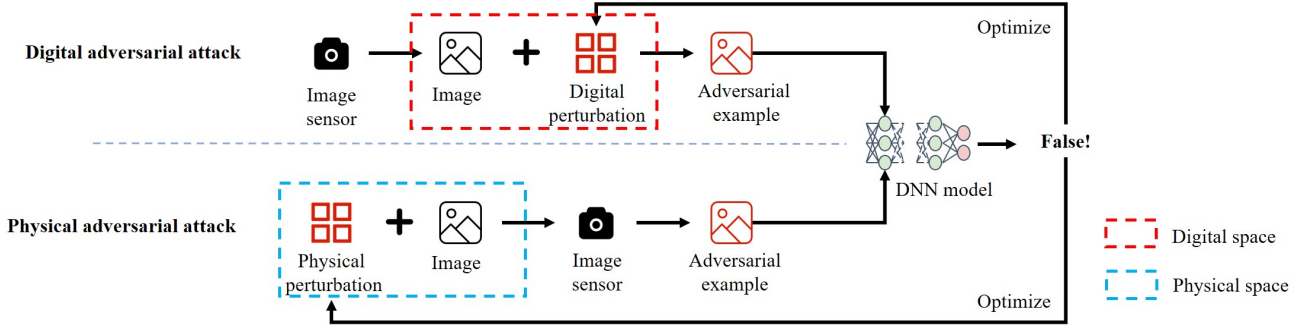 Optimize
Digital adversarial attack
Image
sensor
Image
Digital
perturbation
Adversarial
example
False!
DNN model
Physical adversarial attack
Physical
perturbation
Image
Image
sensor
Adversarial
example
Optimize
Digital space
Physical space